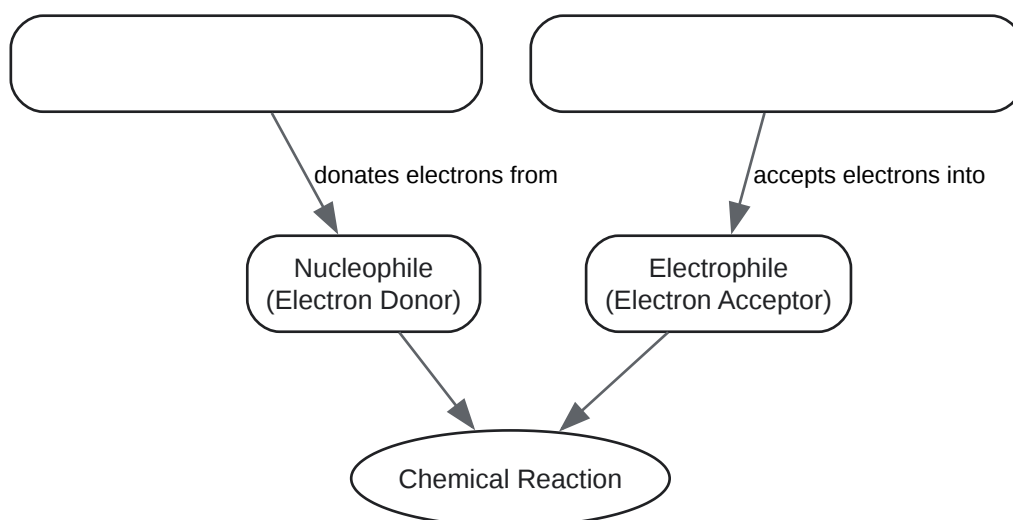 donates electrons from
accepts electrons into
Nucleophile
(Electron Donor)
Electrophile
(Electron Acceptor)
Chemical Reaction